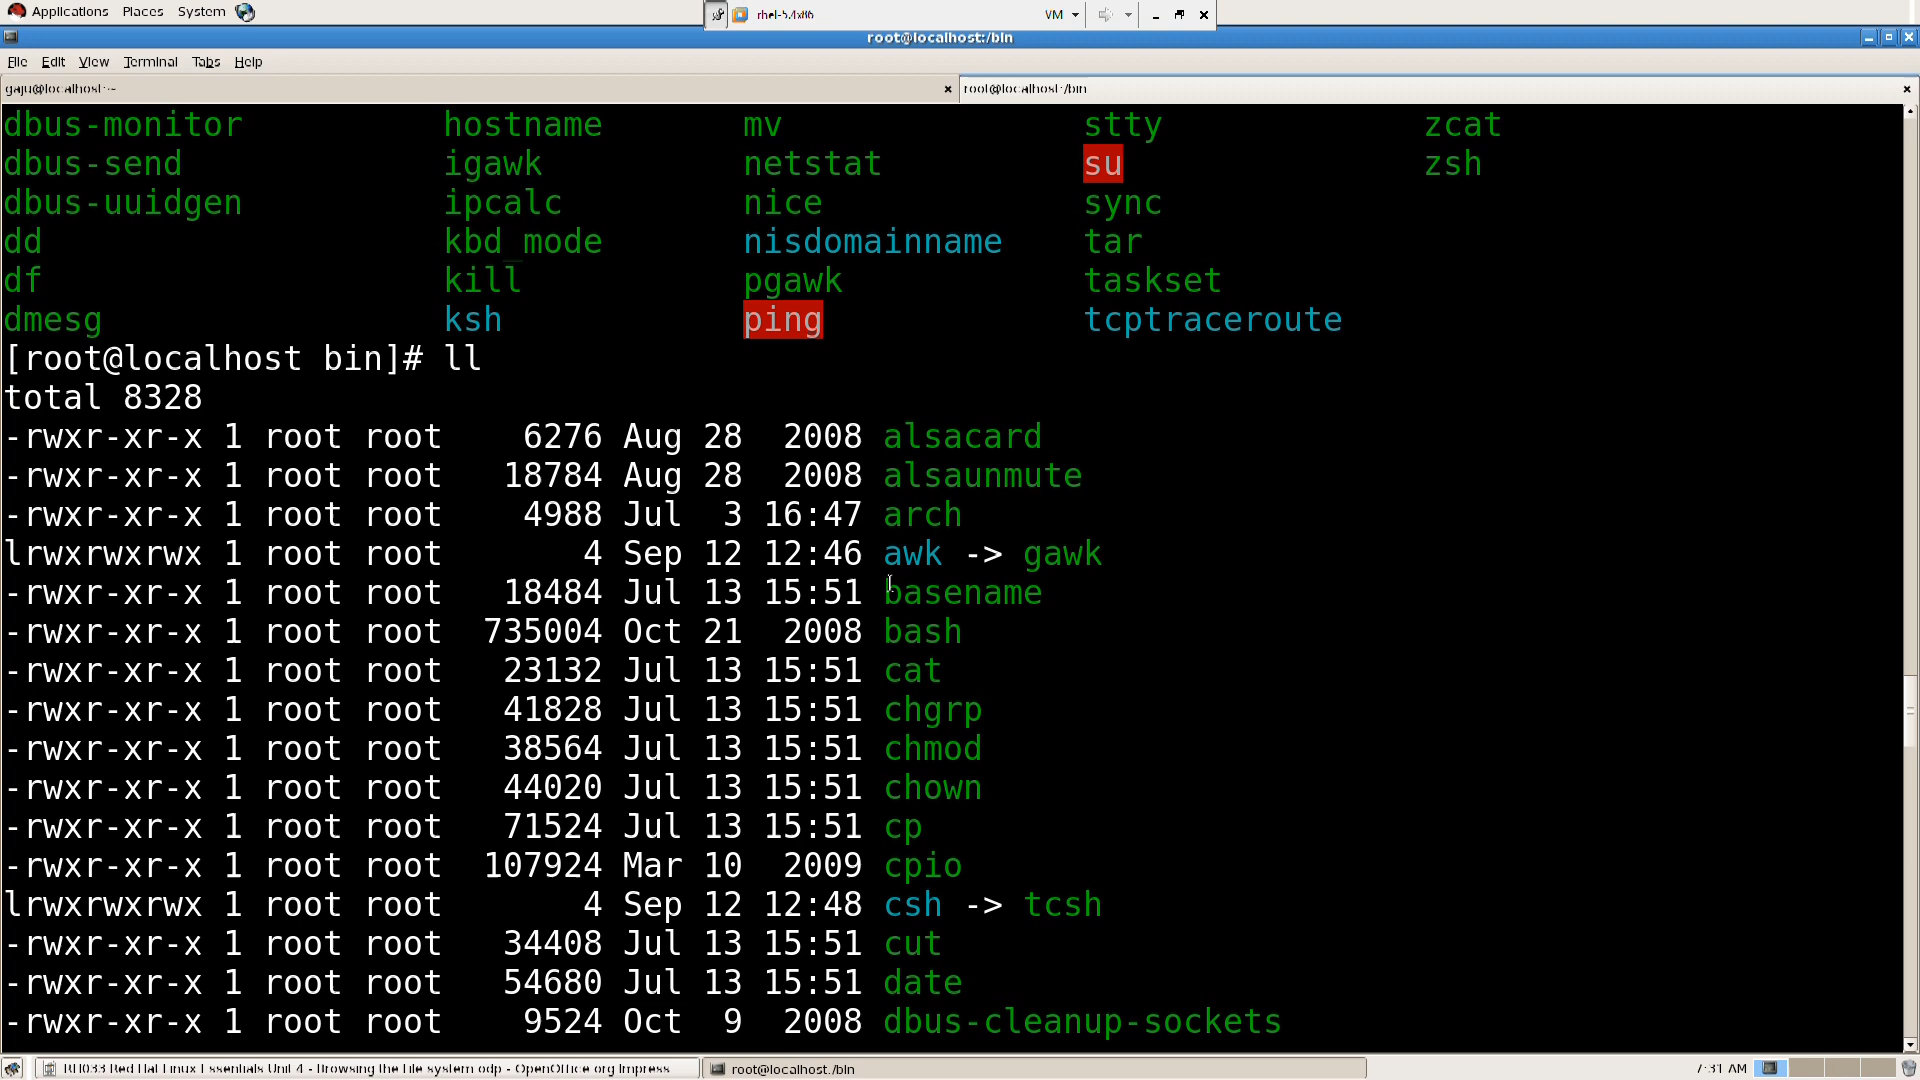 Applications Places System
rhel-5.4x86 VM
root@localhost:/bin
File Edit View Terminal Tabs Help
gaju@localhost:~ root@localhost:/bin
dbus-monitor hostname mv stty zcat
dbus-send igawk netstat su zsh
dbus-uuidgen ipcalc nice sync
dd kbd_mode nisdomainname tar
df kill pgawk taskset
dmesg ksh ping tcptraceroute
[root@localhost bin]# ll
total 8328
-rwxr-xr-x 1 root root 6276 Aug 28 2008 alsacard
-rwxr-xr-x 1 root root 18784 Aug 28 2008 alsaunmute
-rwxr-xr-x 1 root root 4988 Jul 3 16:47 arch
lrwxrwxrwx 1 root root 4 Sep 12 12:46 awk -> gawk
-rwxr-xr-x 1 root root 18484 Jul 13 15:51 basename
-rwxr-xr-x 1 root root 735004 Oct 21 2008 bash
-rwxr-xr-x 1 root root 23132 Jul 13 15:51 cat
-rwxr-xr-x 1 root root 41828 Jul 13 15:51 chgrp
-rwxr-xr-x 1 root root 38564 Jul 13 15:51 chmod
-rwxr-xr-x 1 root root 44020 Jul 13 15:51 chown
-rwxr-xr-x 1 root root 71524 Jul 13 15:51 cp
-rwxr-xr-x 1 root root 107924 Mar 10 2009 cpio
lrwxrwxrwx 1 root root 4 Sep 12 12:48 csh -> tcsh
-rwxr-xr-x 1 root root 34408 Jul 13 15:51 cut
-rwxr-xr-x 1 root root 54680 Jul 13 15:51 date
-rwxr-xr-x 1 root root 9524 Oct 9 2008 dbus-cleanup-sockets
RH033 Red Hat Linux Essentials Unit 4 - Browsing the File system.odp - OpenOffice.org Impress root@localhost:/bin 7:31 AM